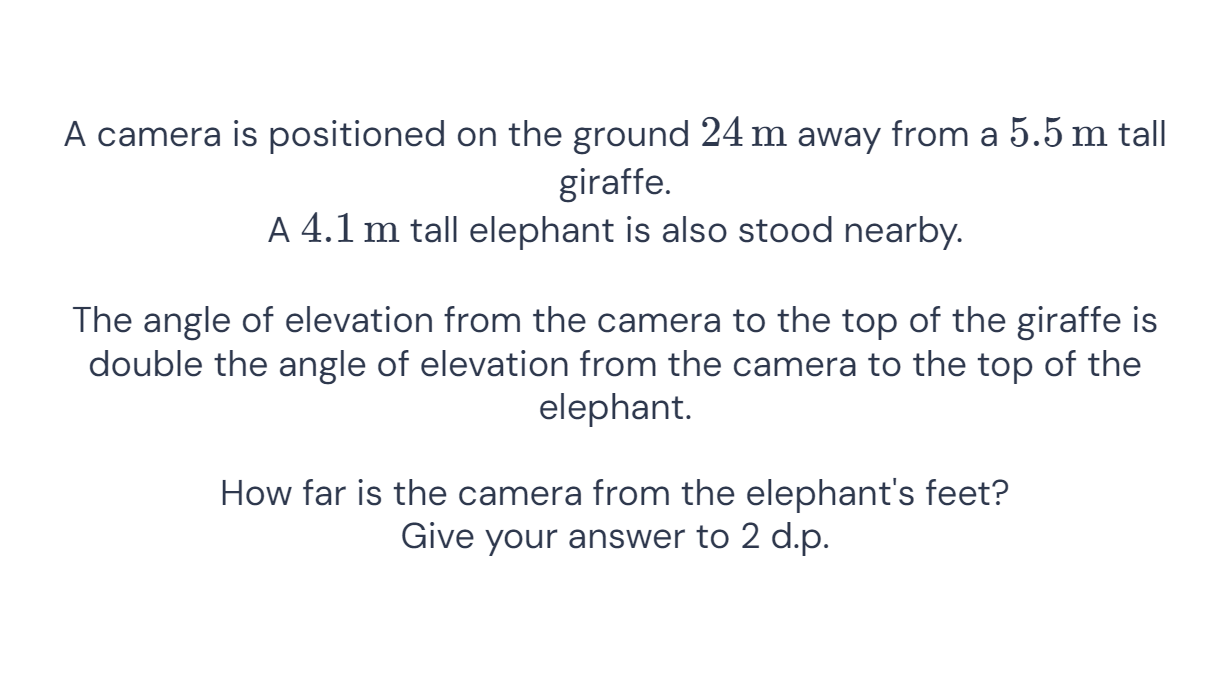 A camera is positioned on the ground 24 m away from a 5.5 m tall
giraffe.
A 4.1 m tall elephant is also stood nearby.
The angle of elevation from the camera to the top of the giraffe is
double the angle of elevation from the camera to the top of the
elephant.
How far is the camera from the elephant's feet?
Give your answer to 2 d.p.